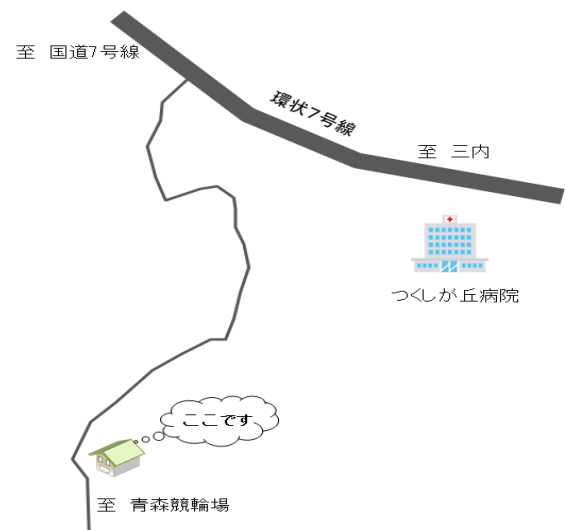 至　国道7号線
環状7号線
至　三内
つくしが丘病院
ここです
至　青森競輪場